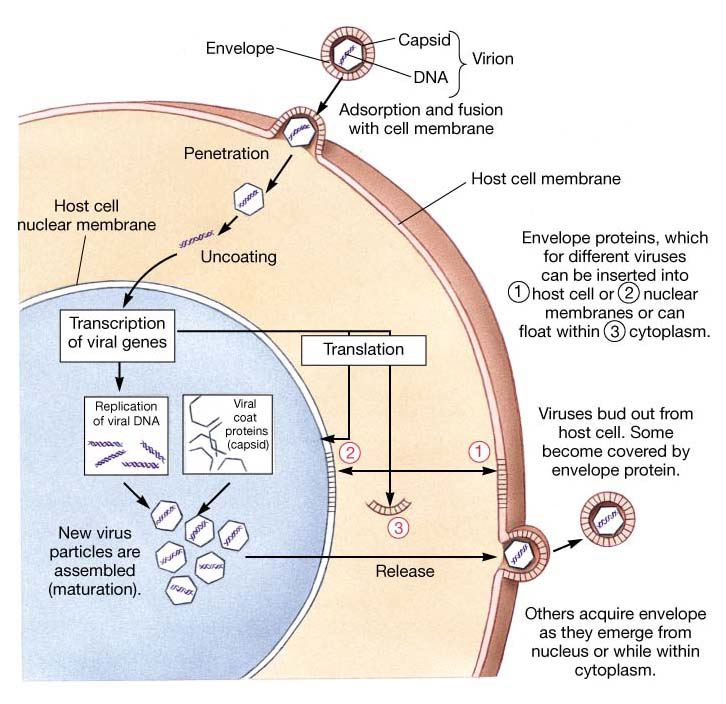 Envelope
Capsid
DNA
Virion
Adsorption and fusion
with cell membrane
Penetration
Host cell membrane
Host cell
nuclear membrane
Uncoating
Envelope proteins, which
for different viruses
can be inserted into
1 host cell or 2 nuclear
membranes or can
float within 3 cytoplasm.
Transcription
of viral genes
Translation
Replication
of viral DNA
Viral
coat
proteins
(capsid)
2
1
3
Viruses bud out from
host cell. Some
become covered by
envelope protein.
New virus
particles are
assembled
(maturation).
Release
Others acquire envelope
as they emerge from
nucleus or while within
cytoplasm.